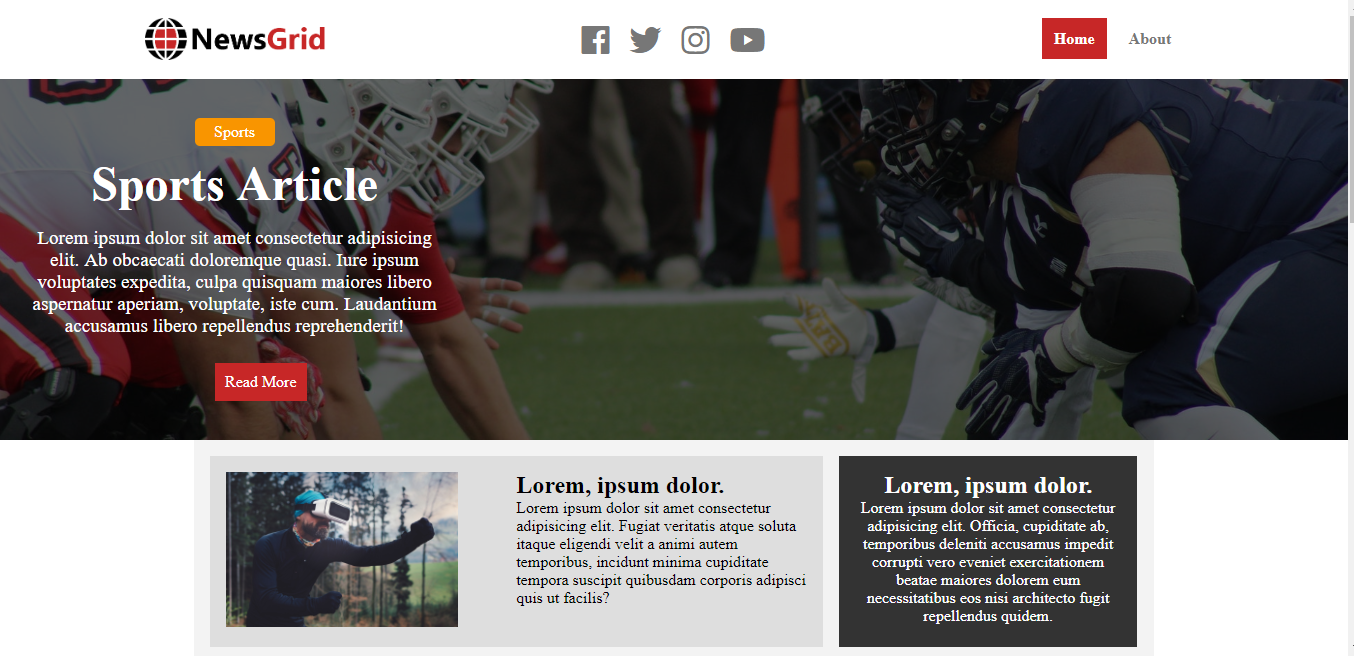 NewsGrid
Home
About
Sports
Sports Article
Lorem ipsum dolor sit amet consectetur adipisicing
elit. Ab obcaecati doloremque quasi. Iure ipsum
voluptates expedita, culpa quisquam maiores libero
aspernatur aperiam, voluptate, iste cum. Laudantium
accusamus libero repellendus reprehenderit!
Read More
Lorem, ipsum dolor.
Lorem ipsum dolor sit amet consectetur
adipisicing elit. Fugiat veritatis atque soluta
itaque eligendi velit a animi autem
temporibus, incidunt minima cupiditate
tempora suscipit quibusdam corporis adipisci
quis ut facilis?
Lorem, ipsum dolor.
Lorem ipsum dolor sit amet consectetur
adipisicing elit. Officia, cupiditate ab,
temporibus deleniti accusamus impedit
corrupti vero eveniet exercitationem
beatae maiores dolorem eum
necessitatibus eos nisi architecto fugit
repellendus quidem.